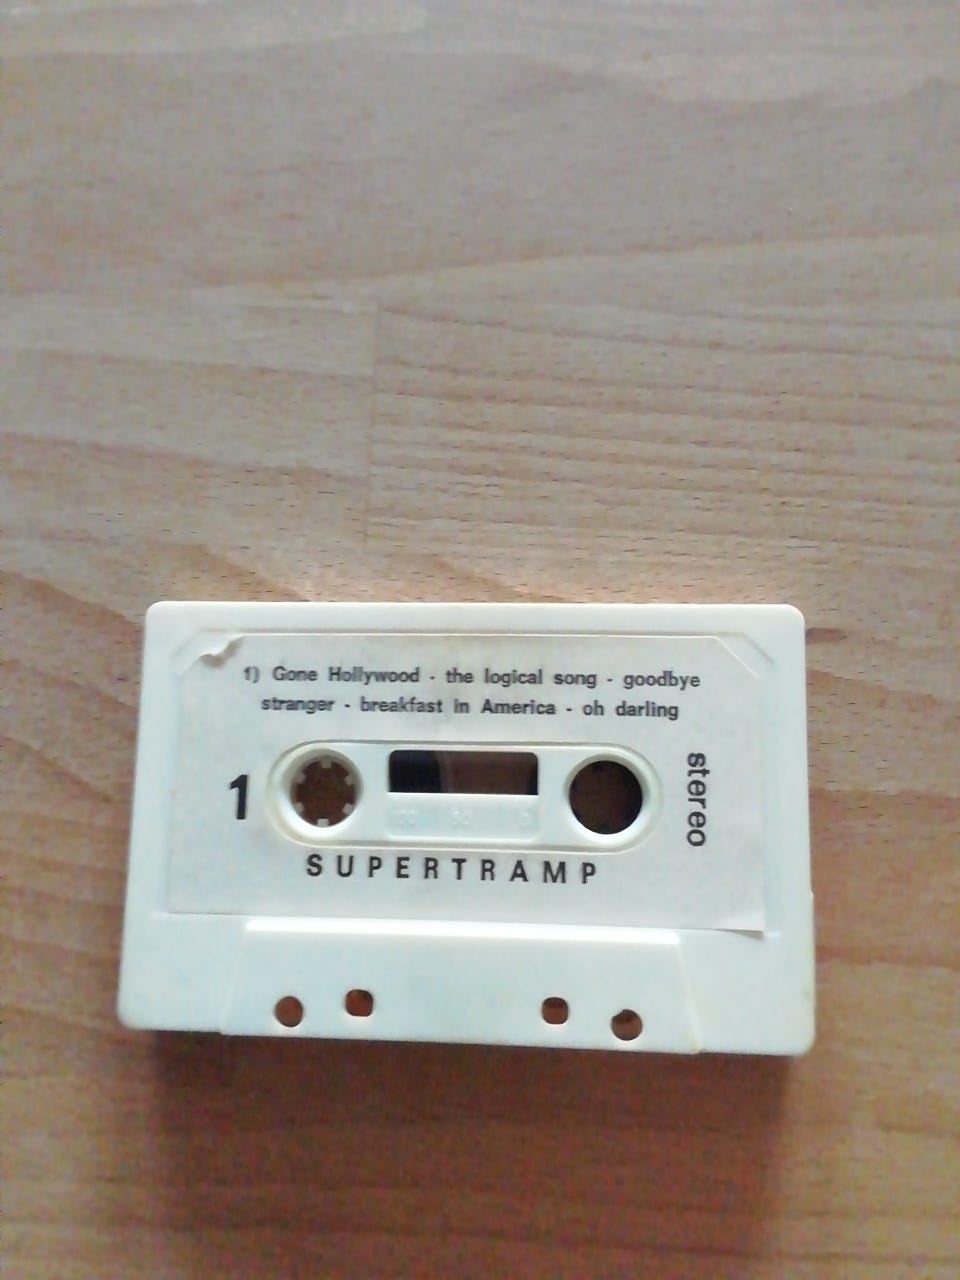 1) Gone Hollywood - the logical song - goodbye
stranger - breakfast in America - oh darling
1
stereo
SUPERTRAMP